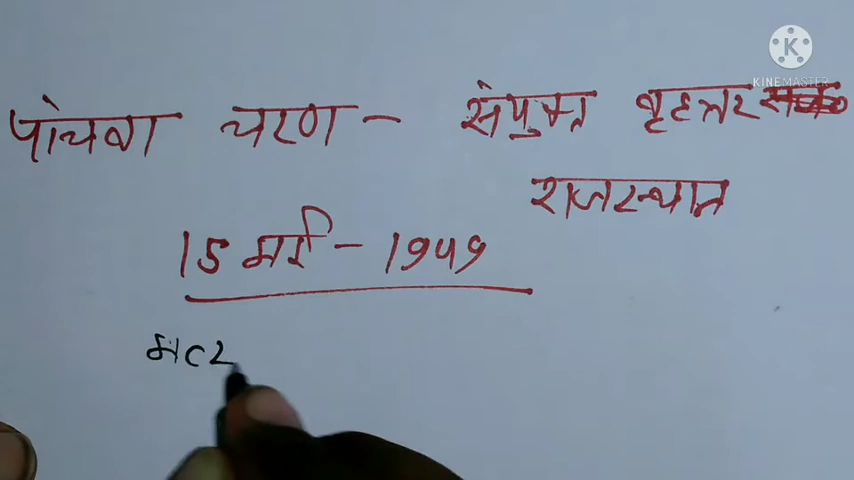 KINEMASTER
पांचवा चरण - संयुक्त बृहत्तर
राजस्थान
15 मई - 1949
मत्स